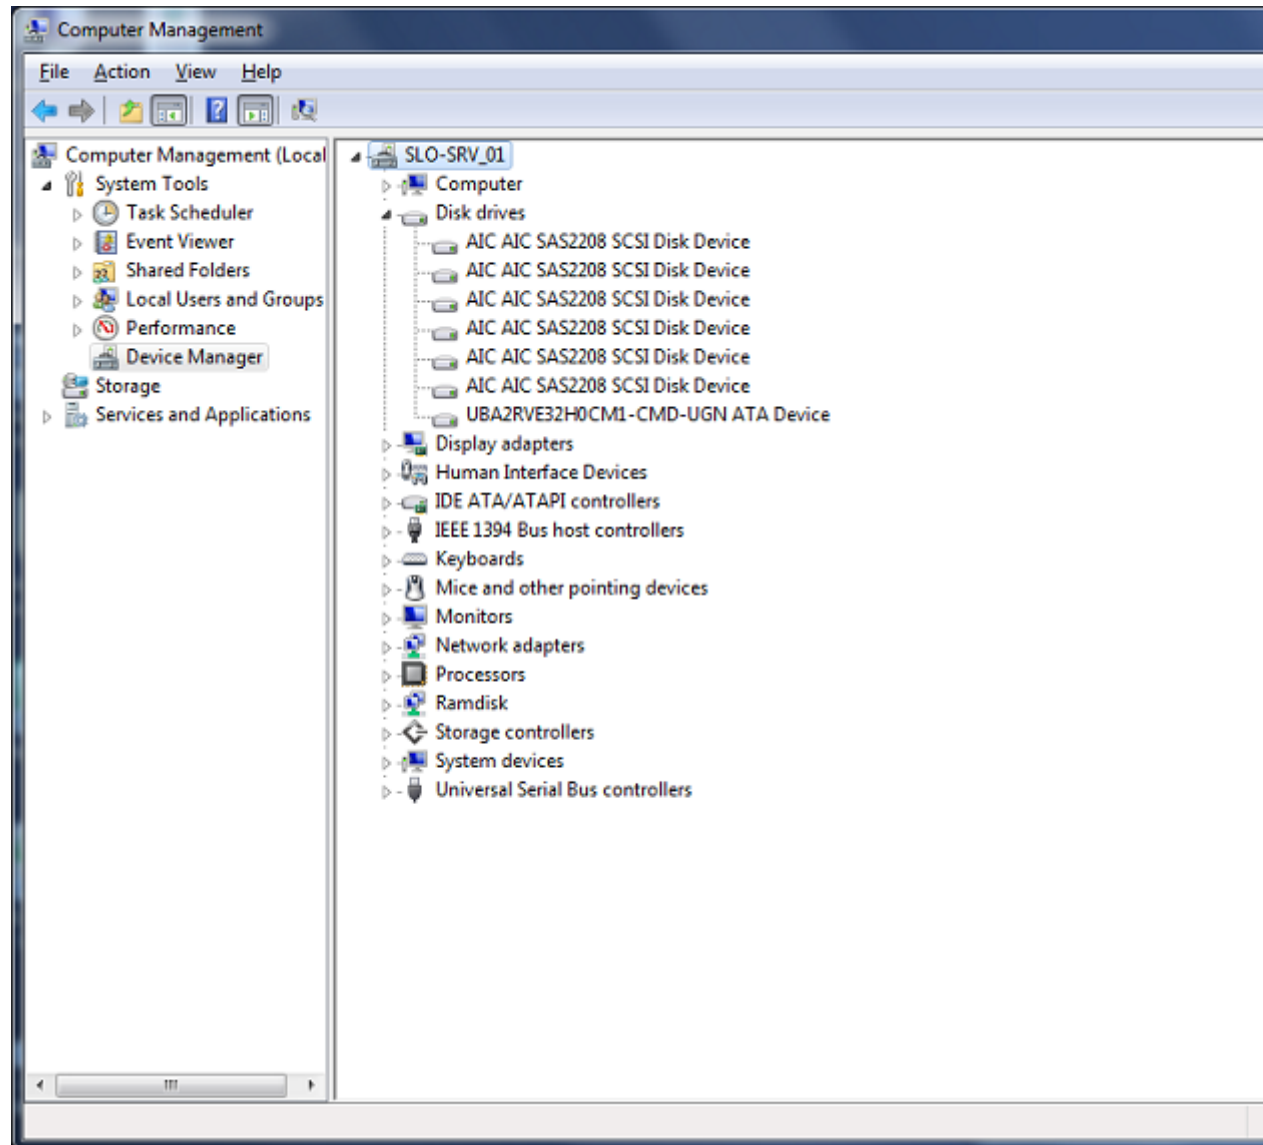 Computer Management
File Action View Help
Computer Management (Local
System Tools
Task Scheduler
Event Viewer
Shared Folders
Local Users and Groups
Performance
Device Manager
Storage
Services and Applications
SLO-SRV_01
Computer
Disk drives
AIC AIC SAS2208 SCSI Disk Device
AIC AIC SAS2208 SCSI Disk Device
AIC AIC SAS2208 SCSI Disk Device
AIC AIC SAS2208 SCSI Disk Device
AIC AIC SAS2208 SCSI Disk Device
AIC AIC SAS2208 SCSI Disk Device
UBA2RVE32H0CM1-CMD-UGN ATA Device
Display adapters
Human Interface Devices
IDE ATA/ATAPI controllers
IEEE 1394 Bus host controllers
Keyboards
Mice and other pointing devices
Monitors
Network adapters
Processors
Ramdisk
Storage controllers
System devices
Universal Serial Bus controllers